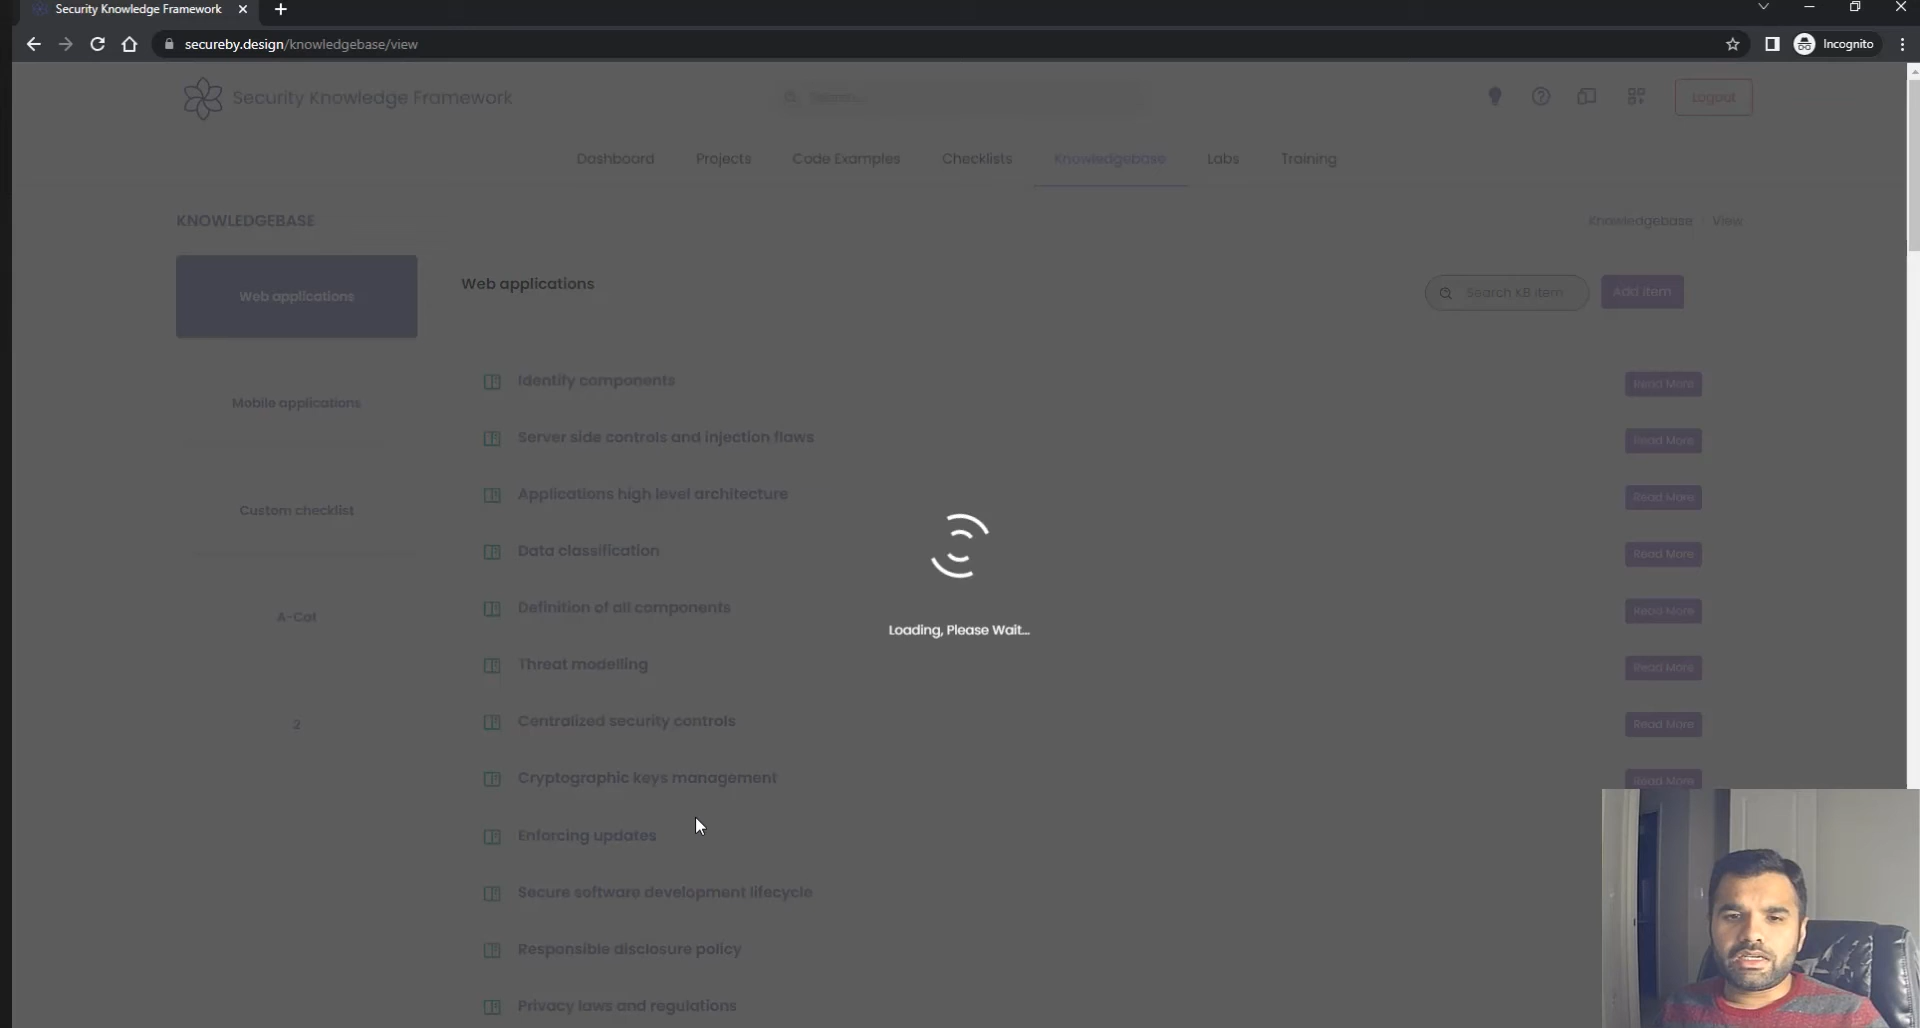 Security Knowledge Framework
secureby.design/knowledgebase/view
Incognito
Security Knowledge Framework
Search...
Logout
Dashboard Projects Code Examples Checklists Knowledgebase Labs Training
KNOWLEDGEBASE
Knowledgebase View
Web applications
Mobile applications
Custom checklist
A-Cat
2
Web applications
Search KB item
Add item
Identify components Read More
Server side controls and injection flaws Read More
Applications high level architecture Read More
Data classification Read More
Definition of all components Read More
Threat modelling Read More
Centralized security controls Read More
Cryptographic keys management Read More
Enforcing updates
Secure software development lifecycle
Responsible disclosure policy
Privacy laws and regulations
Loading, Please Wait...